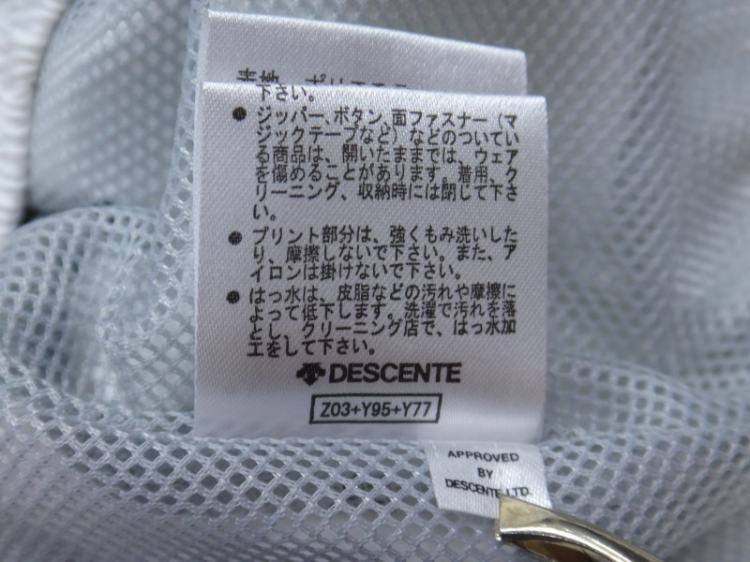 下さい。
● ジッパー、ボタン、面ファスナー（マ
ジックテープなど）などのついてい
る商品は、開いたままでは、ウェア
を傷めることがあります。着用、ク
リーニング、収納時には閉じて下さ
い。
● プリント部分は、強くもみ洗いした
り、摩擦しないで下さい。また、ア
イロンは掛けないで下さい。
● はっ水は、皮脂などの汚れや摩擦に
よって低下します。洗濯で汚れを落
とし、クリーニング店で、はっ水加
工をして下さい。
DESCENTE
Z03+Y95+Y77
APPROVED
BY
DESCENTE LTD.